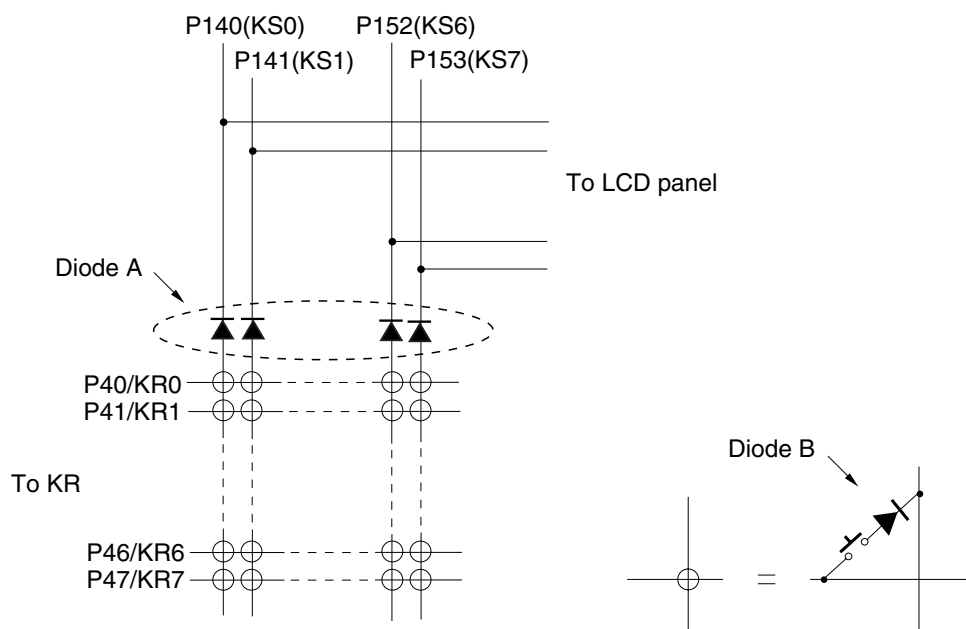 P140(KS0)
P152(KS6)
P141(KS1)
P153(KS7)
To LCD panel
Diode A
P40/KR0
P41/KR1
Diode B
To KR
P46/KR6
P47/KR7
=